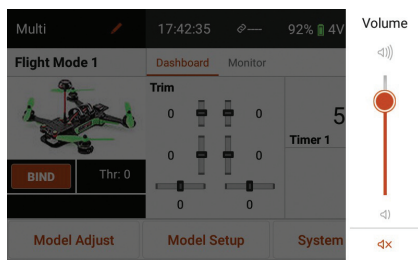 Multi 17:42:35 92% 4V
Volume
Flight Mode 1 Dashboard Monitor
Trim
0 0
5
Timer 1
0 0
BIND Thr: 0
0 0
Model Adjust Model Setup System